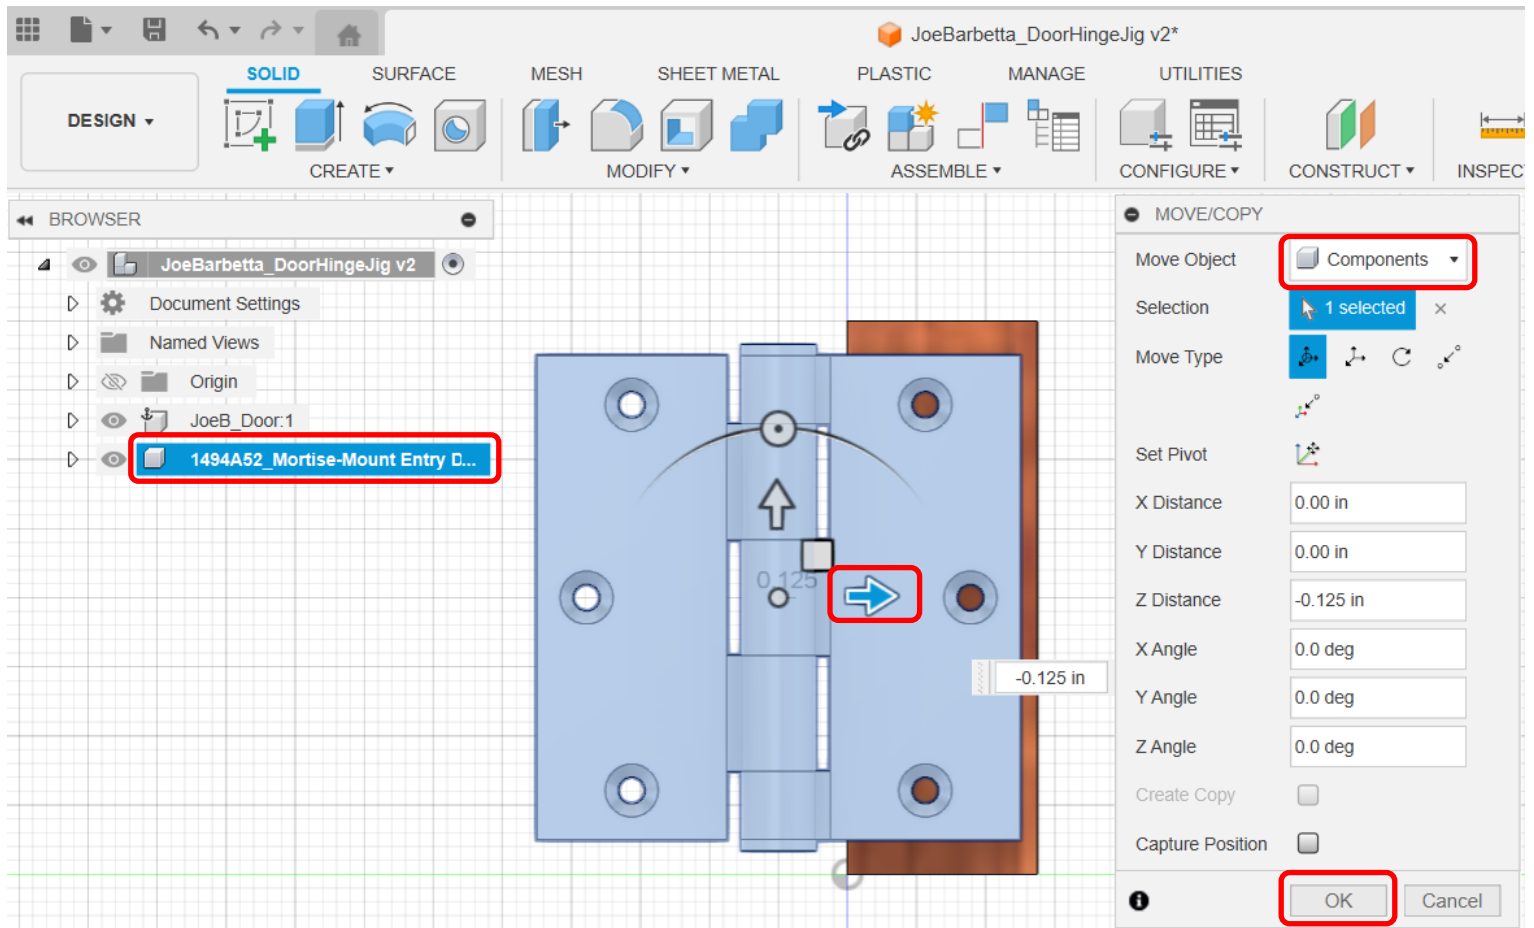 JoeBarbetta_DoorHingeJig v2*
SOLID SURFACE MESH SHEET METAL PLASTIC MANAGE UTILITIES
DESIGN
CREATE MODIFY ASSEMBLE CONFIGURE CONSTRUCT INSPEC
BROWSER
JoeBarbetta_DoorHingeJig v2
Document Settings
Named Views
Origin
JoeB_Door:1
1494A52_Mortise-Mount Entry D...
0.125
-0.125 in
MOVE/COPY
Move Object Components
Selection 1 selected
Move Type
Set Pivot
X Distance 0.00 in
Y Distance 0.00 in
Z Distance -0.125 in
X Angle 0.0 deg
Y Angle 0.0 deg
Z Angle 0.0 deg
Create Copy
Capture Position
OK Cancel